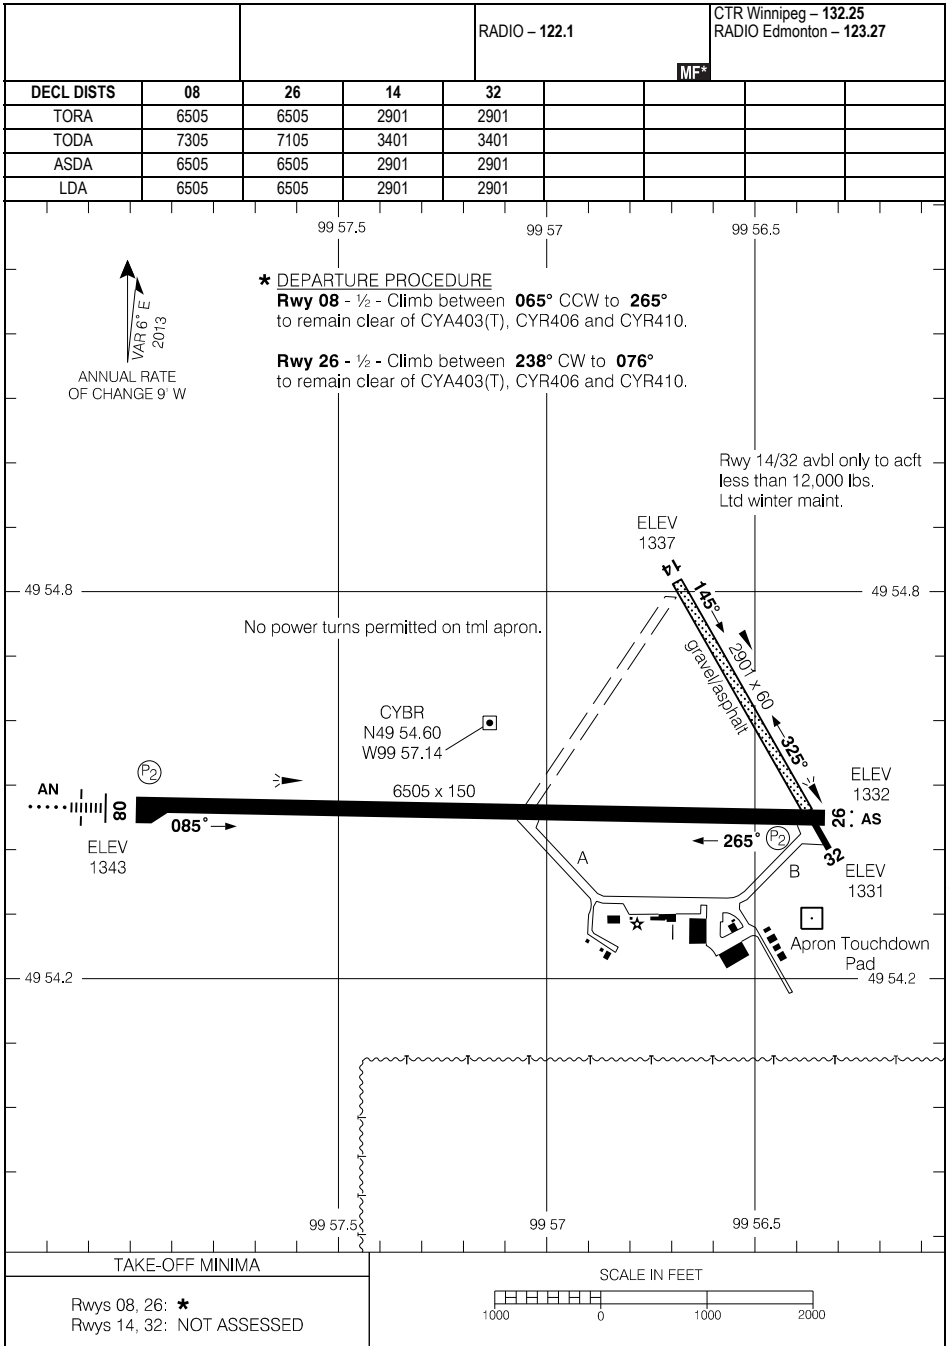 CTR Winnipeg – 132.25
RADIO – 122.1
RADIO Edmonton – 123.27
MF*
DECL DISTS 08 26 14 32
TORA 6505 6505 2901 2901
TODA 7305 7105 3401 3401
ASDA 6505 6505 2901 2901
LDA 6505 6505 2901 2901
99 57.5 99 57 99 56.5
* DEPARTURE PROCEDURE
Rwy 08 - ½ - Climb between 065° CCW to 265°
to remain clear of CYA403(T), CYR406 and CYR410.
Rwy 26 - ½ - Climb between 238° CW to 076°
to remain clear of CYA403(T), CYR406 and CYR410.
VAR 6° E
2013
ANNUAL RATE
OF CHANGE 9' W
Rwy 14/32 avbl only to acft
less than 12,000 lbs.
Ltd winter maint.
ELEV
1337
14
49 54.8
49 54.8
145°
No power turns permitted on tml apron.
2901 x 60
gravel/asphalt
CYBR
N49 54.60
W99 57.14
325°
P2
ELEV
1332
AN
08
6505 x 150
26
AS
085°
265°
P2
ELEV
1343
32
A
B
ELEV
1331
Apron Touchdown
Pad
49 54.2
49 54.2
99 57.5 99 57 99 56.5
TAKE-OFF MINIMA
Rwys 08, 26: *
Rwys 14, 32: NOT ASSESSED
SCALE IN FEET
1000 0 1000 2000